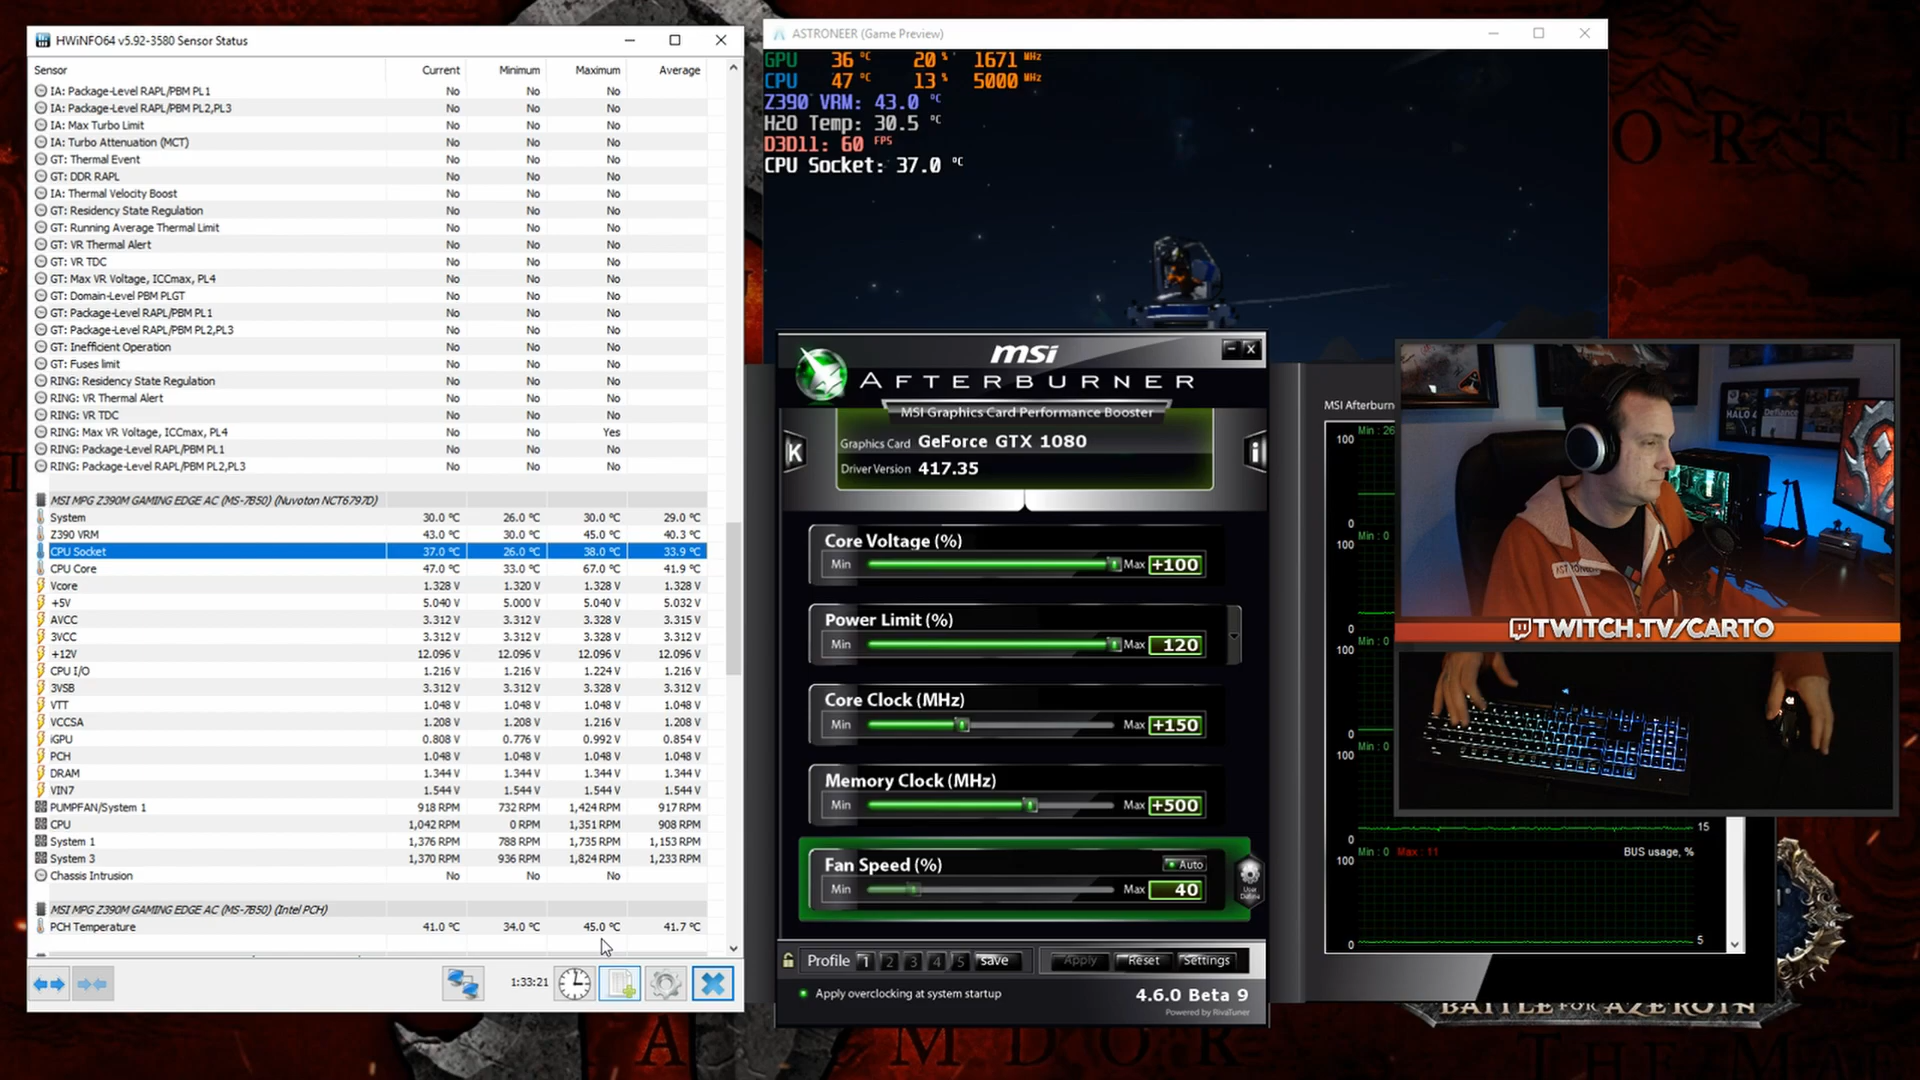 HWiNFO64 v5.92-3580 Sensor Status
Sensor Current Minimum Maximum Average
IA: Package-Level RAPL/PBM PL1 No No No
IA: Package-Level RAPL/PBM PL2,PL3 No No No
IA: Max Turbo Limit No No No
IA: Turbo Attenuation (MCT) No No No
GT: Thermal Event No No No
GT: DDR RAPL No No No
IA: Thermal Velocity Boost No No No
GT: Residency State Regulation No No No
GT: Running Average Thermal Limit No No No
GT: VR Thermal Alert No No No
GT: VR TDC No No No
GT: Max VR Voltage, ICCmax, PL4 No No No
GT: Domain-Level PBM PLGT No No No
GT: Package-Level RAPL/PBM PL1 No No No
GT: Package-Level RAPL/PBM PL2,PL3 No No No
GT: Inefficient Operation No No No
GT: Fuses limit No No No
RING: Residency State Regulation No No No
RING: VR Thermal Alert No No No
RING: VR TDC No No No
RING: Max VR Voltage, ICCmax, PL4 No No Yes
RING: Package-Level RAPL/PBM PL1 No No No
RING: Package-Level RAPL/PBM PL2,PL3 No No No
MSI MPG Z390M GAMING EDGE AC (MS-7B50) (Nuvoton NCT6797D)
System 30.0 °C 26.0 °C 30.0 °C 29.0 °C
Z390 VRM 43.0 °C 30.0 °C 45.0 °C 40.3 °C
CPU Socket 37.0 °C 26.0 °C 38.0 °C 33.9 °C
CPU Core 47.0 °C 33.0 °C 67.0 °C 41.9 °C
Vcore 1.328 V 1.320 V 1.328 V 1.328 V
+5V 5.040 V 5.000 V 5.040 V 5.032 V
AVCC 3.312 V 3.312 V 3.328 V 3.315 V
3VCC 3.312 V 3.312 V 3.328 V 3.312 V
+12V 12.096 V 12.096 V 12.096 V 12.096 V
CPU I/O 1.216 V 1.216 V 1.224 V 1.216 V
3VSB 3.312 V 3.312 V 3.328 V 3.312 V
VTT 1.048 V 1.048 V 1.048 V 1.048 V
VCCSA 1.208 V 1.208 V 1.216 V 1.208 V
iGPU 0.808 V 0.776 V 0.992 V 0.854 V
PCH 1.048 V 1.048 V 1.048 V 1.048 V
DRAM 1.344 V 1.344 V 1.344 V 1.344 V
VIN7 1.544 V 1.544 V 1.544 V 1.544 V
PUMPFAN/System 1 918 RPM 732 RPM 1,424 RPM 917 RPM
CPU 1,042 RPM 0 RPM 1,351 RPM 908 RPM
System 1 1,376 RPM 788 RPM 1,735 RPM 1,153 RPM
System 3 1,370 RPM 936 RPM 1,824 RPM 1,233 RPM
Chassis Intrusion No No No
MSI MPG Z390M GAMING EDGE AC (MS-7B50) (Intel PCH)
PCH Temperature 41.0 °C 34.0 °C 45.0 °C 41.7 °C
1:33:21
ASTRONEER (Game Preview)
GPU 36 °C 20 % 1671 MHz
CPU 47 °C 13 % 5000 MHz
Z390 VRM: 43.0 °C
H2O Temp: 30.5 °C
D3D11: 60 FPS
CPU Socket: 37.0 °C
msi
AFTERBURNER
MSI Graphics Card Performance Booster
K
i
Graphics Card GeForce GTX 1080
Driver Version 417.35
Core Voltage (%)
Min Max +100
Power Limit (%)
Min Max 120
Core Clock (MHz)
Min Max +150
Memory Clock (MHz)
Min Max +500
Fan Speed (%) Auto
Min Max 40
User Define
Profile 1 2 3 4 5 save Apply Reset Settings
Apply overclocking at system startup 4.6.0 Beta 9
Powered by RivaTuner
MSI Afterburn
Min : 26
100
0
Min : 0
100
0
Min : 0
100
0
Min : 0
100
0
15
Min : 0 Max : 11 BUS usage, %
100
0
5
HALO 4
Defiance
ASTRONEER
TWITCH.TV/CARTO
BATTLE FOR AZEROTH